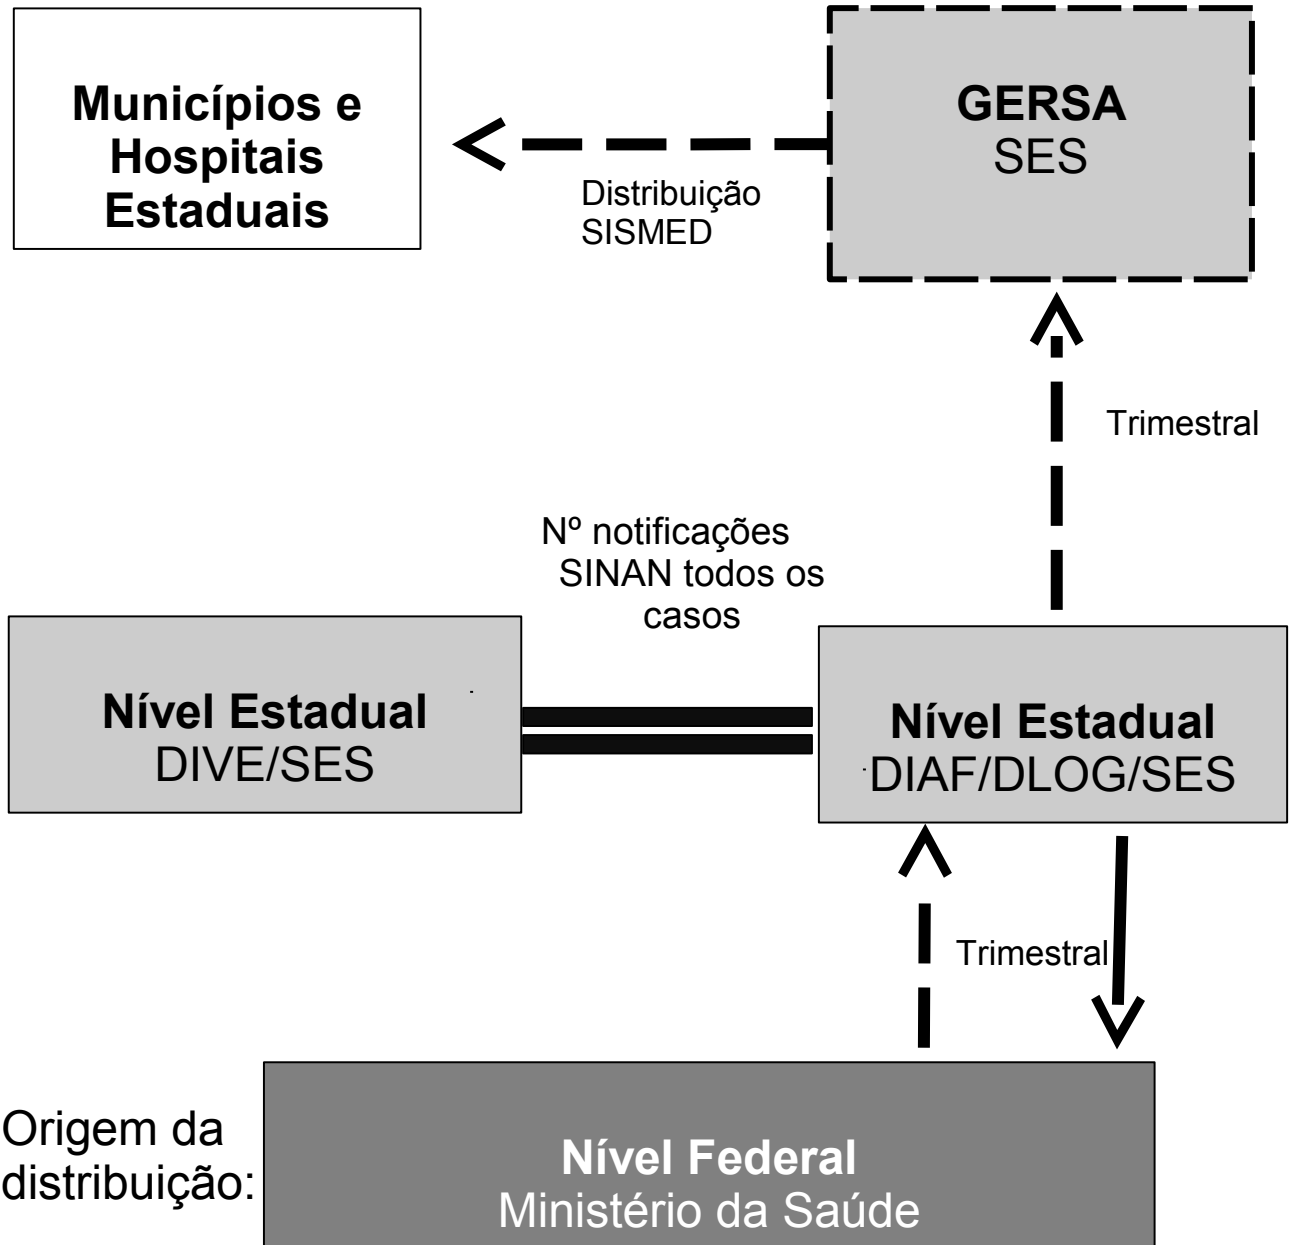 Municípios e
Hospitais
Estaduais
GERSA
SES
Distribuição
SISMED
Trimestral
Nº notificações
SINAN todos os
casos
Nível Estadual
DIVE/SES
Nível Estadual
DIAF/DLOG/SES
Trimestral
Origem da
distribuição:
Nível Federal
Ministério da Saúde